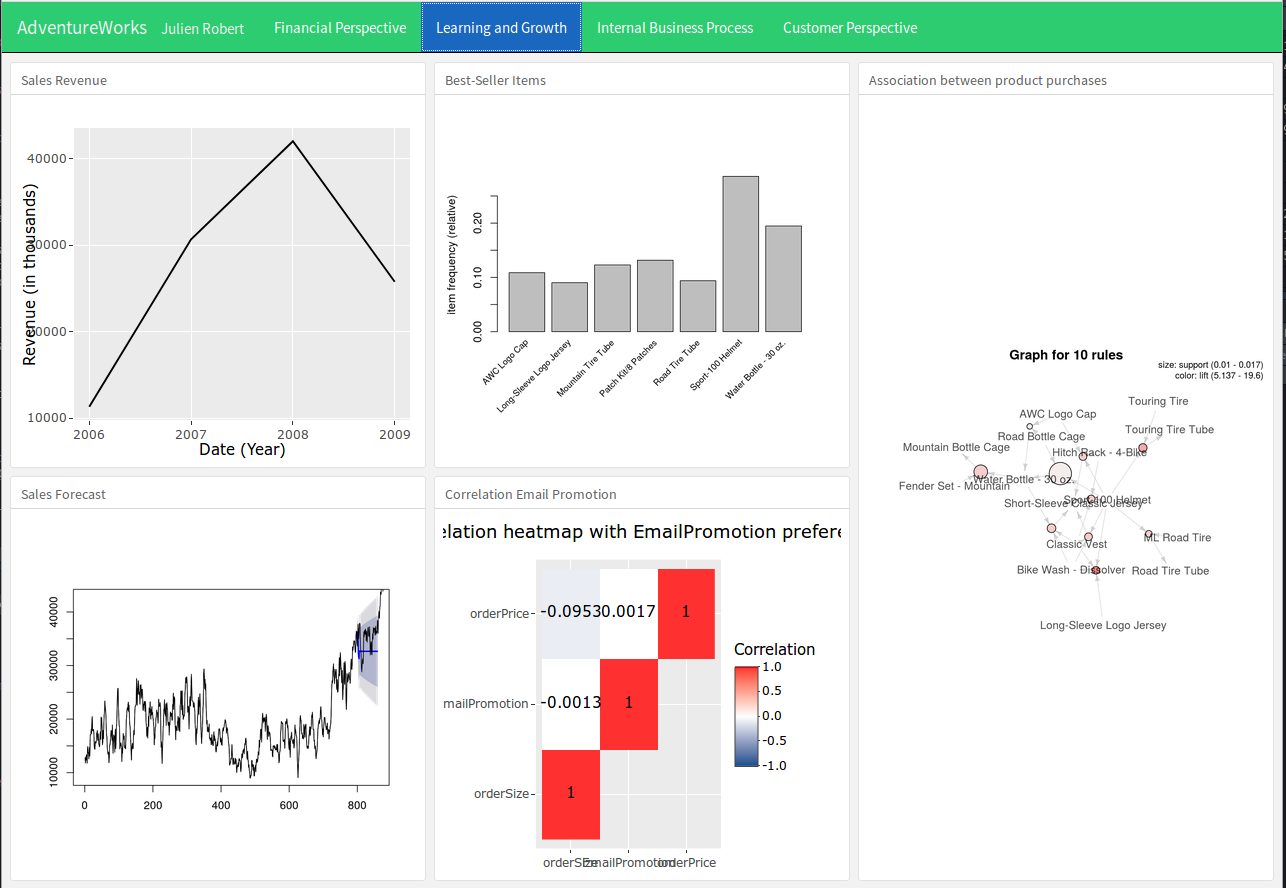 AdventureWorks Julien Robert Financial Perspective Learning and Growth Internal Business Process Customer Perspective
Sales Revenue
Revenue (in thousands)
40000
0000
0000
10000
2006 2007 2008 2009
Date (Year)
Best-Seller Items
item frequency (relative)
0.20
0.10
0.00
AWC Logo Cap
Long-Sleeve Logo Jersey
Mountain Tire Tube
Patch Kit/8 Patches
Road Tire Tube
Sport-100 Helmet
Water Bottle - 30 oz.
Association between product purchases
Graph for 10 rules
size: support (0.01 - 0.017)
color: lift (5.137 - 19.6)
Touring Tire
AWC Logo Cap
Touring Tire Tube
Road Bottle Cage
Mountain Bottle Cage
Hitch Rack - 4-Bike
Water Bottle - 30 oz.
Fender Set - Mountain
Sport-100 Helmet
Short-Sleeve Classic Jersey
ML Road Tire
Classic Vest
Bike Wash - Dissolver
Road Tire Tube
Long-Sleeve Logo Jersey
Sales Forecast
40000
30000
20000
10000
0 200 400 600 800
Correlation Email Promotion
elation heatmap with EmailPromotion prefere
orderPrice
-0.0953 0.0017 1
mailPromotion
-0.0013 1
orderSize
1
orderSize EmailPromotion orderPrice
Correlation
1.0
0.5
0.0
-0.5
-1.0